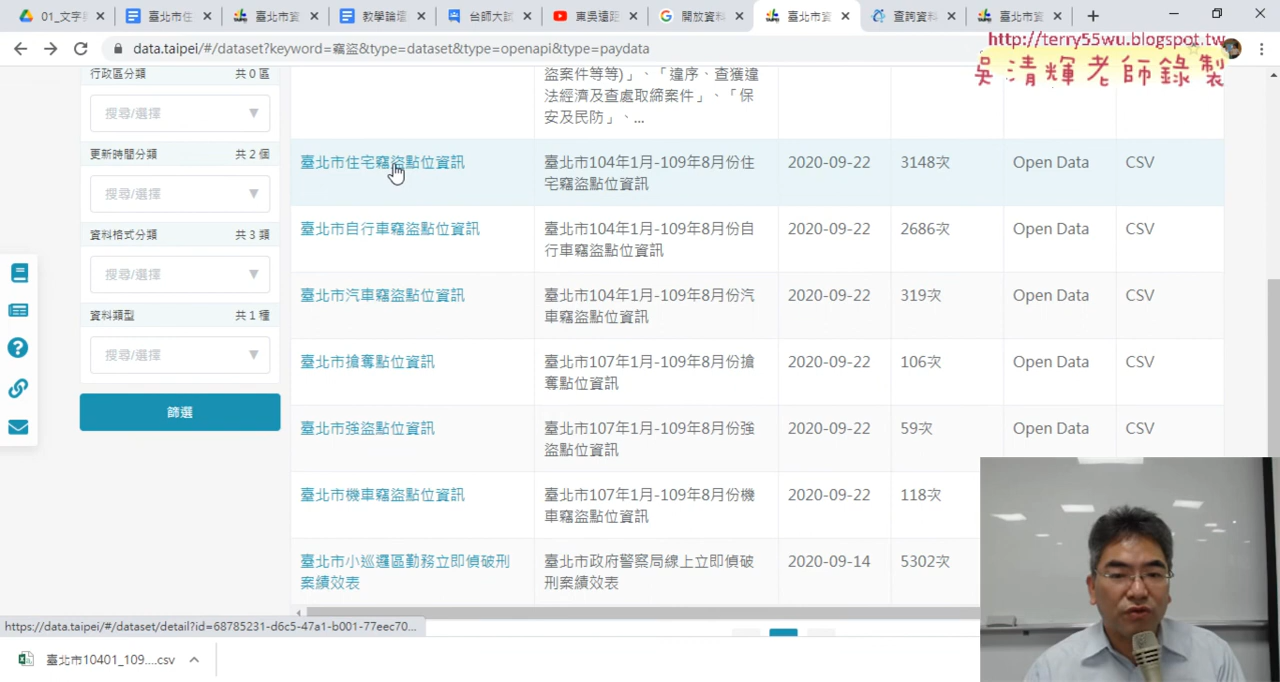 01_文字
臺北市住
臺北市資
教學論壇
台師大試
東吳遠距
開放資料
臺北市資
查詢資料
臺北市資
data.taipei/#/dataset?keyword=竊盜&type=dataset&type=openapi&type=paydata
http://terry55wu.blogspot.tw
吳清輝老師錄製
行政區分類 共 0 區
搜尋/選擇
更新時間分類 共 2 個
搜尋/選擇
資料格式分類 共 3 類
搜尋/選擇
資料類型 共 1 種
搜尋/選擇
篩選
盜案件等等)」、「違序、查獲違
法經濟及查處取締案件」、「保
安及民防」、...
臺北市住宅竊盜點位資訊 臺北市104年1月-109年8月份住 2020-09-22 3148次 Open Data CSV
宅竊盜點位資訊
臺北市自行車竊盜點位資訊 臺北市104年1月-109年8月份自 2020-09-22 2686次 Open Data CSV
行車竊盜點位資訊
臺北市汽車竊盜點位資訊 臺北市104年1月-109年8月份汽 2020-09-22 319次 Open Data CSV
車竊盜點位資訊
臺北市搶奪點位資訊 臺北市107年1月-109年8月份搶 2020-09-22 106次 Open Data CSV
奪點位資訊
臺北市強盜點位資訊 臺北市107年1月-109年8月份強 2020-09-22 59次 Open Data CSV
盜點位資訊
臺北市機車竊盜點位資訊 臺北市107年1月-109年8月份機 2020-09-22 118次
車竊盜點位資訊
臺北市小巡邏區勤務立即偵破刑 臺北市政府警察局線上立即偵破 2020-09-14 5302次
案績效表 刑案績效表
https://data.taipei/#/dataset/detail?id=68785231-d6c5-47a1-b001-77eec70...
臺北市10401_109....csv